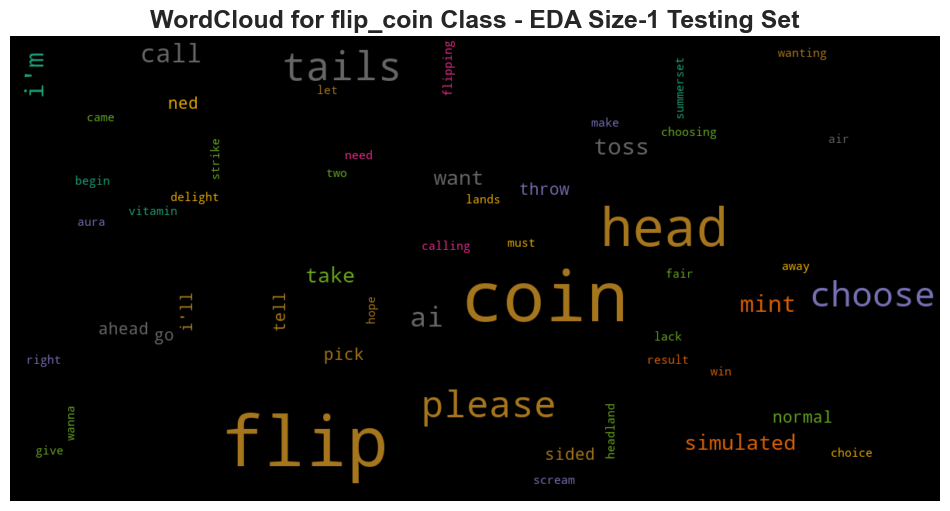 WordCloud for flip_coin Class - EDA Size-1 Testing Set
i'm
call
tails
flipping
wanting
let
ned
summerset
came
make
choosing
air
strike
toss
need
two
want
begin
throw
delight
lands
vitamin
aura
head
calling
must
take
fair
away
coin
choose
i'll
tell
hope
ai
mint
ahead
go
lack
pick
right
result
win
please
wanna
headland
normal
flip
simulated
give
sided
choice
scream